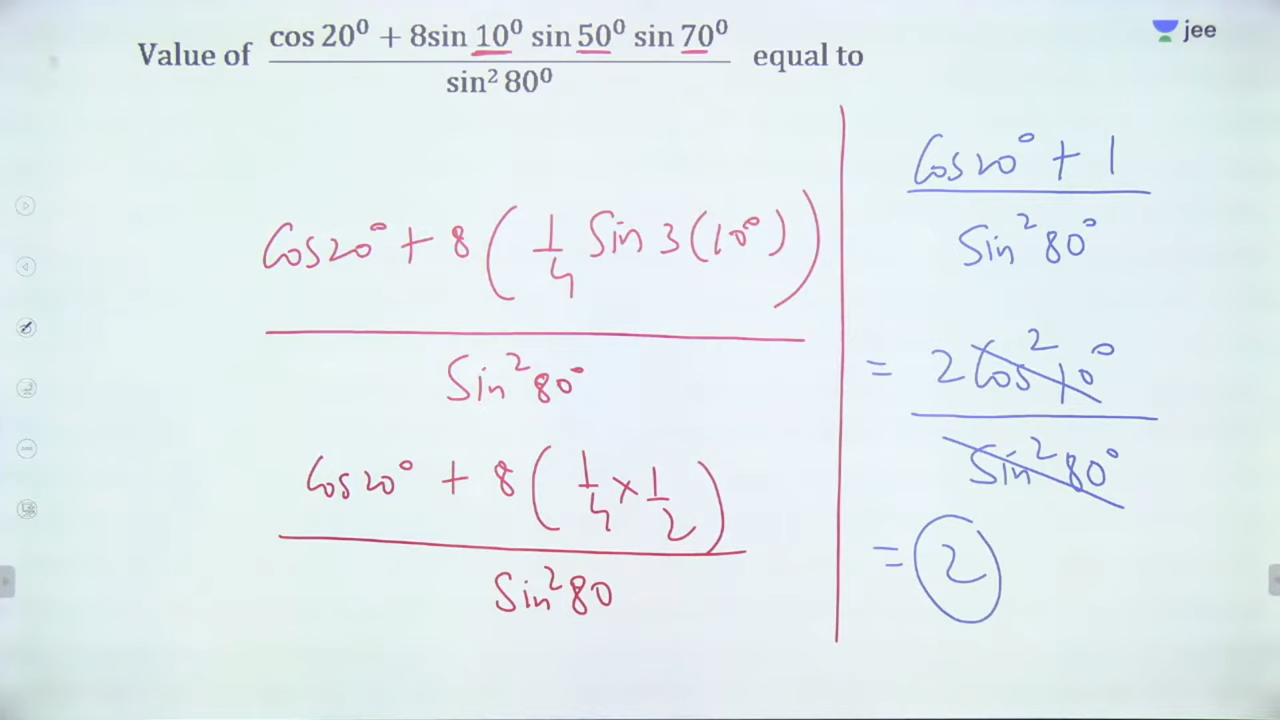 Value of cos 20⁰ + 8sin 10⁰ sin 50⁰ sin 70⁰ / sin² 80⁰ equal to
jee
Cos20° + 8 ( 1/4 Sin 3(10°) )
Sin²80°
Cos20° + 8 ( 1/4 × 1/2 )
Sin²80
Cos20° + 1
Sin²80°
= 2Cos²10°
Sin²80°
= 2